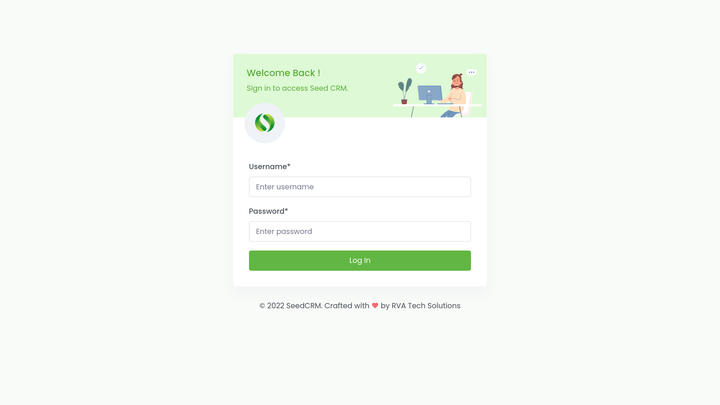 Welcome Back !
Sign in to access Seed CRM.
Username*
Enter username
Password*
Enter password
Log In
© 2022 SeedCRM. Crafted with ❤ by RVA Tech Solutions